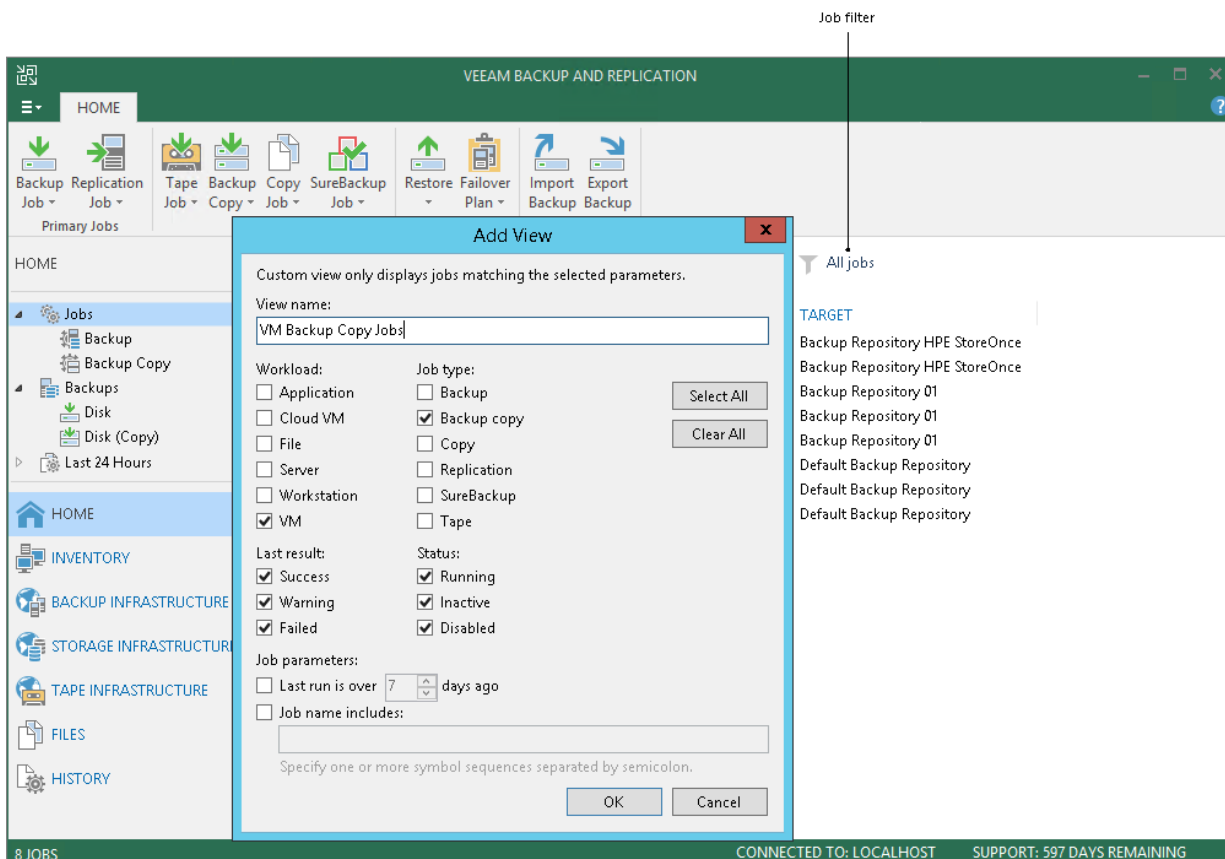 Job filter
VEEAM BACKUP AND REPLICATION
HOME
?
Backup Job
Replication Job
Tape Job
Backup Copy
Copy Job
SureBackup Job
Restore
Failover Plan
Import Backup
Export Backup
Primary Jobs
HOME
Jobs
Backup
Backup Copy
Backups
Disk
Disk (Copy)
Last 24 Hours
HOME
INVENTORY
BACKUP INFRASTRUCTURE
STORAGE INFRASTRUCTURE
TAPE INFRASTRUCTURE
FILES
HISTORY
Add View
x
Custom view only displays jobs matching the selected parameters.
View name:
VM Backup Copy Jobs
Workload: Job type:
Application Backup Select All
Cloud VM Backup copy
File Copy Clear All
Server Replication
Workstation SureBackup
VM Tape
Last result: Status:
Success Running
Warning Inactive
Failed Disabled
Job parameters:
Last run is over 7 days ago
Job name includes:
Specify one or more symbol sequences separated by semicolon.
OK Cancel
All jobs
TARGET
Backup Repository HPE StoreOnce
Backup Repository HPE StoreOnce
Backup Repository 01
Backup Repository 01
Backup Repository 01
Default Backup Repository
Default Backup Repository
Default Backup Repository
8 JOBS CONNECTED TO: LOCALHOST SUPPORT: 597 DAYS REMAINING